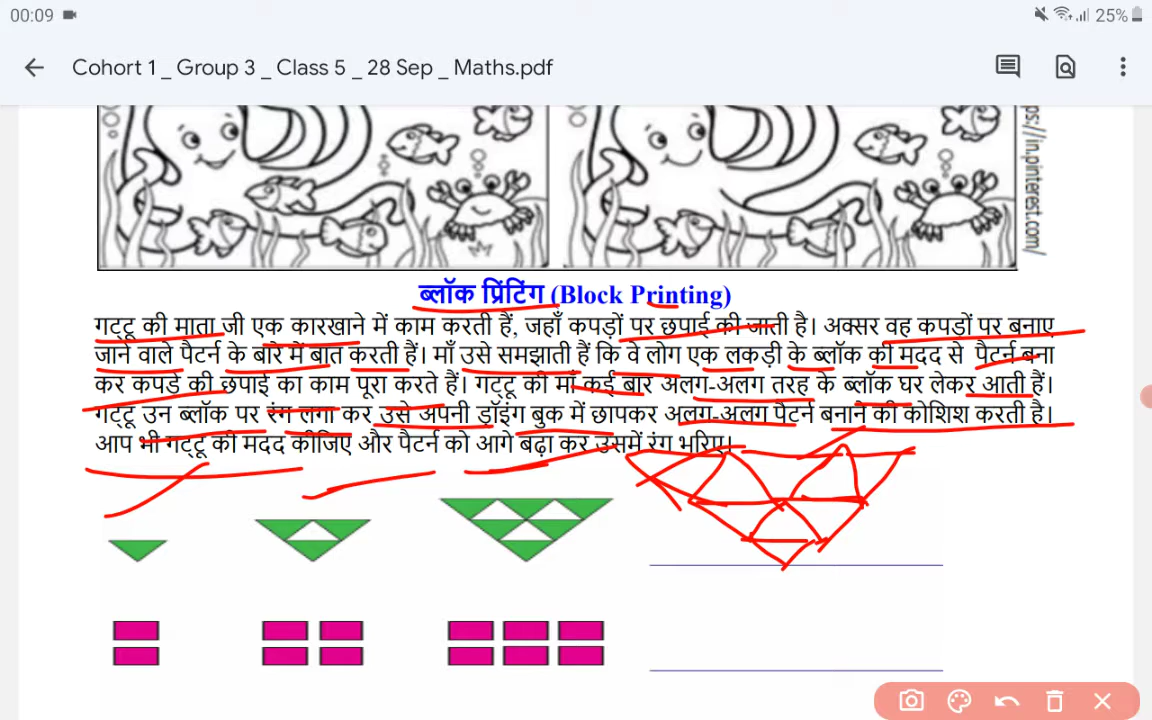 00:09
25%
Cohort 1 _ Group 3 _ Class 5 _ 28 Sep _ Maths.pdf
ps://in.pinterest.com/
ब्लॉक प्रिंटिंग (Block Printing)
गट्टू की माता जी एक कारखाने में काम करती हैं, जहाँ कपड़ों पर छपाई की जाती है। अक्सर वह कपड़ों पर बनाए
जाने वाले पैटर्न के बारे में बात करती हैं। माँ उसे समझाती हैं कि वे लोग एक लकड़ी के ब्लॉक की मदद से पैटर्न बना
कर कपड़े की छपाई का काम पूरा करते हैं। गट्टू की माँ कई बार अलग-अलग तरह के ब्लॉक घर लेकर आती हैं।
गट्टू उन ब्लॉक पर रंग लगा कर उसे अपनी ड्रॉइंग बुक में छापकर अलग-अलग पैटर्न बनाने की कोशिश करती है।
आप भी गट्टू की मदद कीजिए और पैटर्न को आगे बढ़ा कर उसमें रंग भरिए।